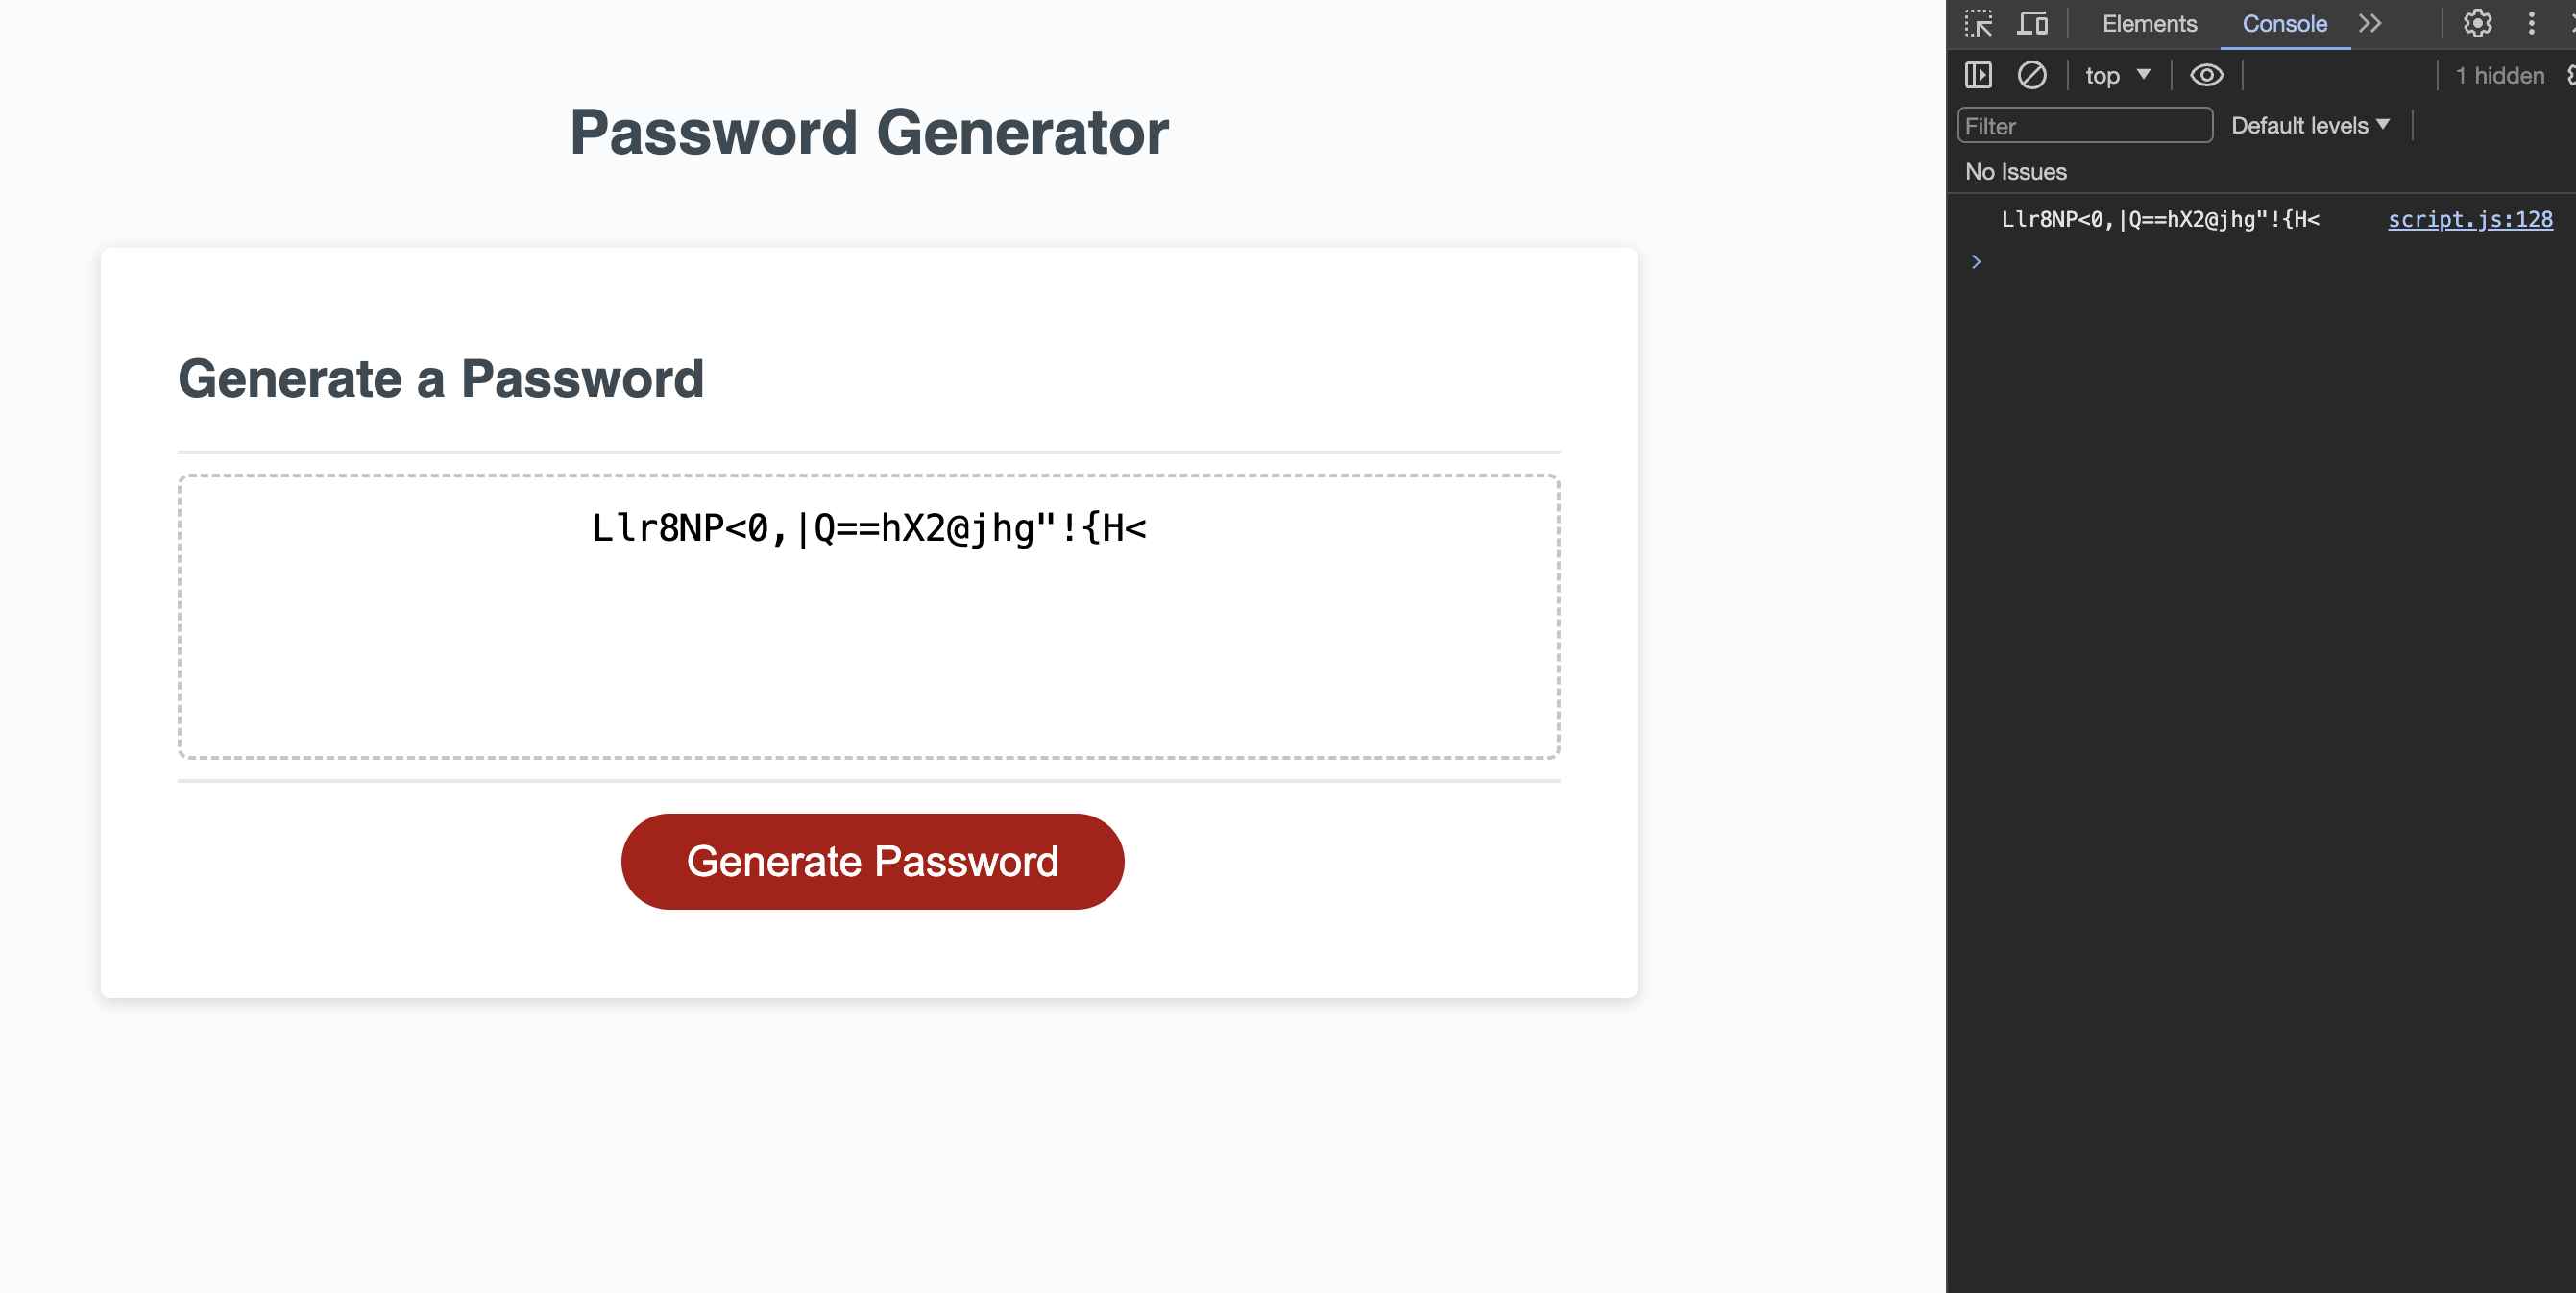 Password Generator
Generate a Password
Llr8NP<0,|Q==hX2@jhg"!{H<
Generate Password
Elements
Console
top
1 hidden
Filter
Default levels
No Issues
Llr8NP<0,|Q==hX2@jhg"!{H< script.js:128